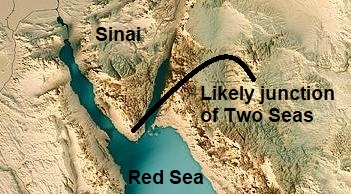 Sinai
Likely junction
of Two Seas
Red Sea